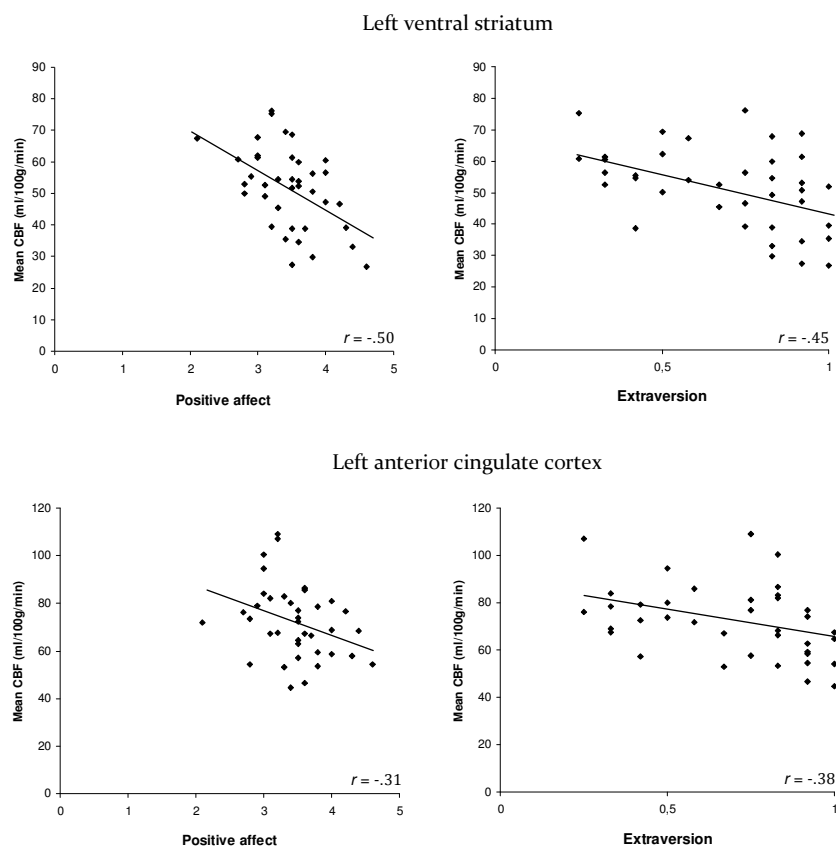 Left ventral striatum
Mean CBF (ml/100g/min)
90
80
70
60
50
40
30
20
10
0
0 1 2 3 4 5
Positive affect
r = -.50
Mean CBF (ml/100g/min)
90
80
70
60
50
40
30
20
10
0
0 0,5 1
Extraversion
r = -.45
Left anterior cingulate cortex
Mean CBF (ml/100g/min)
120
100
80
60
40
20
0
0 1 2 3 4 5
Positive affect
r = -.31
Mean CBF (ml/100g/min)
120
100
80
60
40
20
0
0 0,5 1
Extraversion
r = -.38